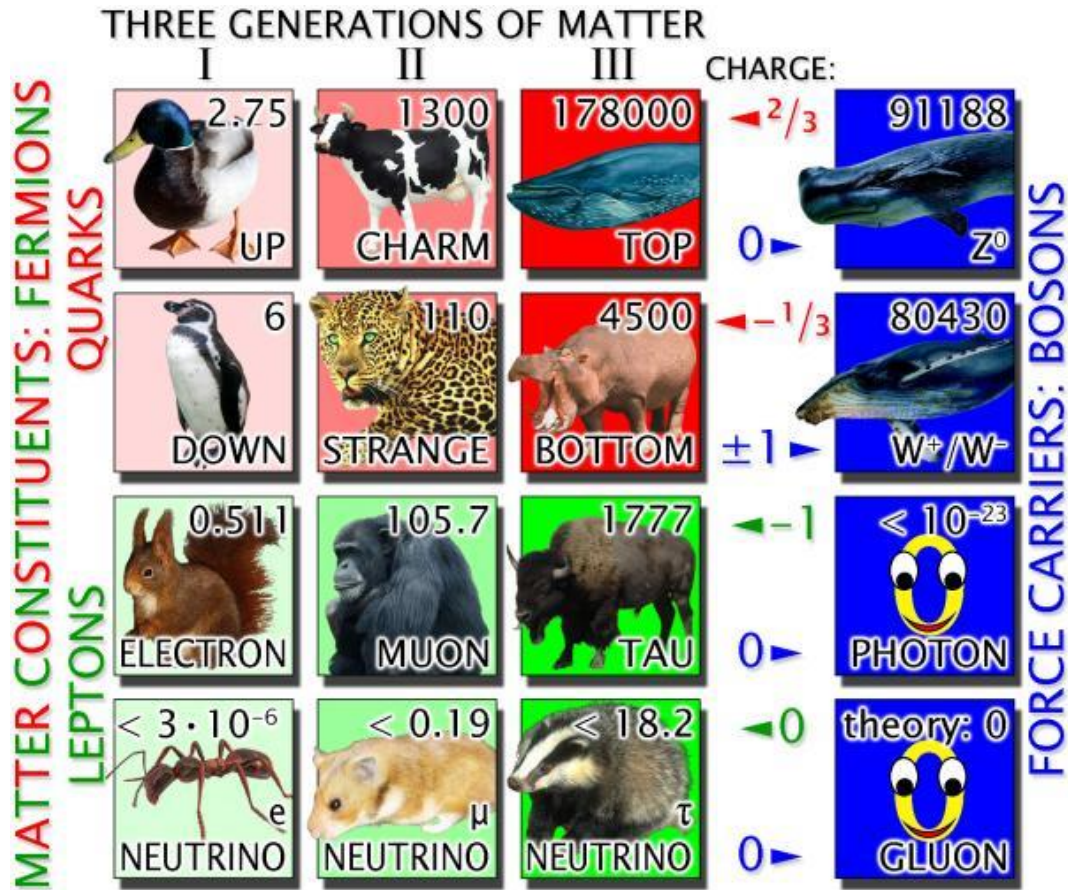 THREE GENERATIONS OF MATTER
I II III CHARGE:
MATTER CONSTITUENTS: FERMIONS
QUARKS
LEPTONS
2.75
UP
1300
CHARM
178000
TOP
◄ 2/3
0 ►
91188
Z⁰
6
DOWN
110
STRANGE
4500
BOTTOM
◄ -1/3
±1 ►
80430
W⁺/W⁻
0.511
ELECTRON
105.7
MUON
1777
TAU
◄ -1
0 ►
< 10⁻²³
0
PHOTON
< 3·10⁻⁶
e
NEUTRINO
< 0.19
μ
NEUTRINO
< 18.2
τ
NEUTRINO
◄ 0
0 ►
theory: 0
0
GLUON
FORCE CARRIERS: BOSONS